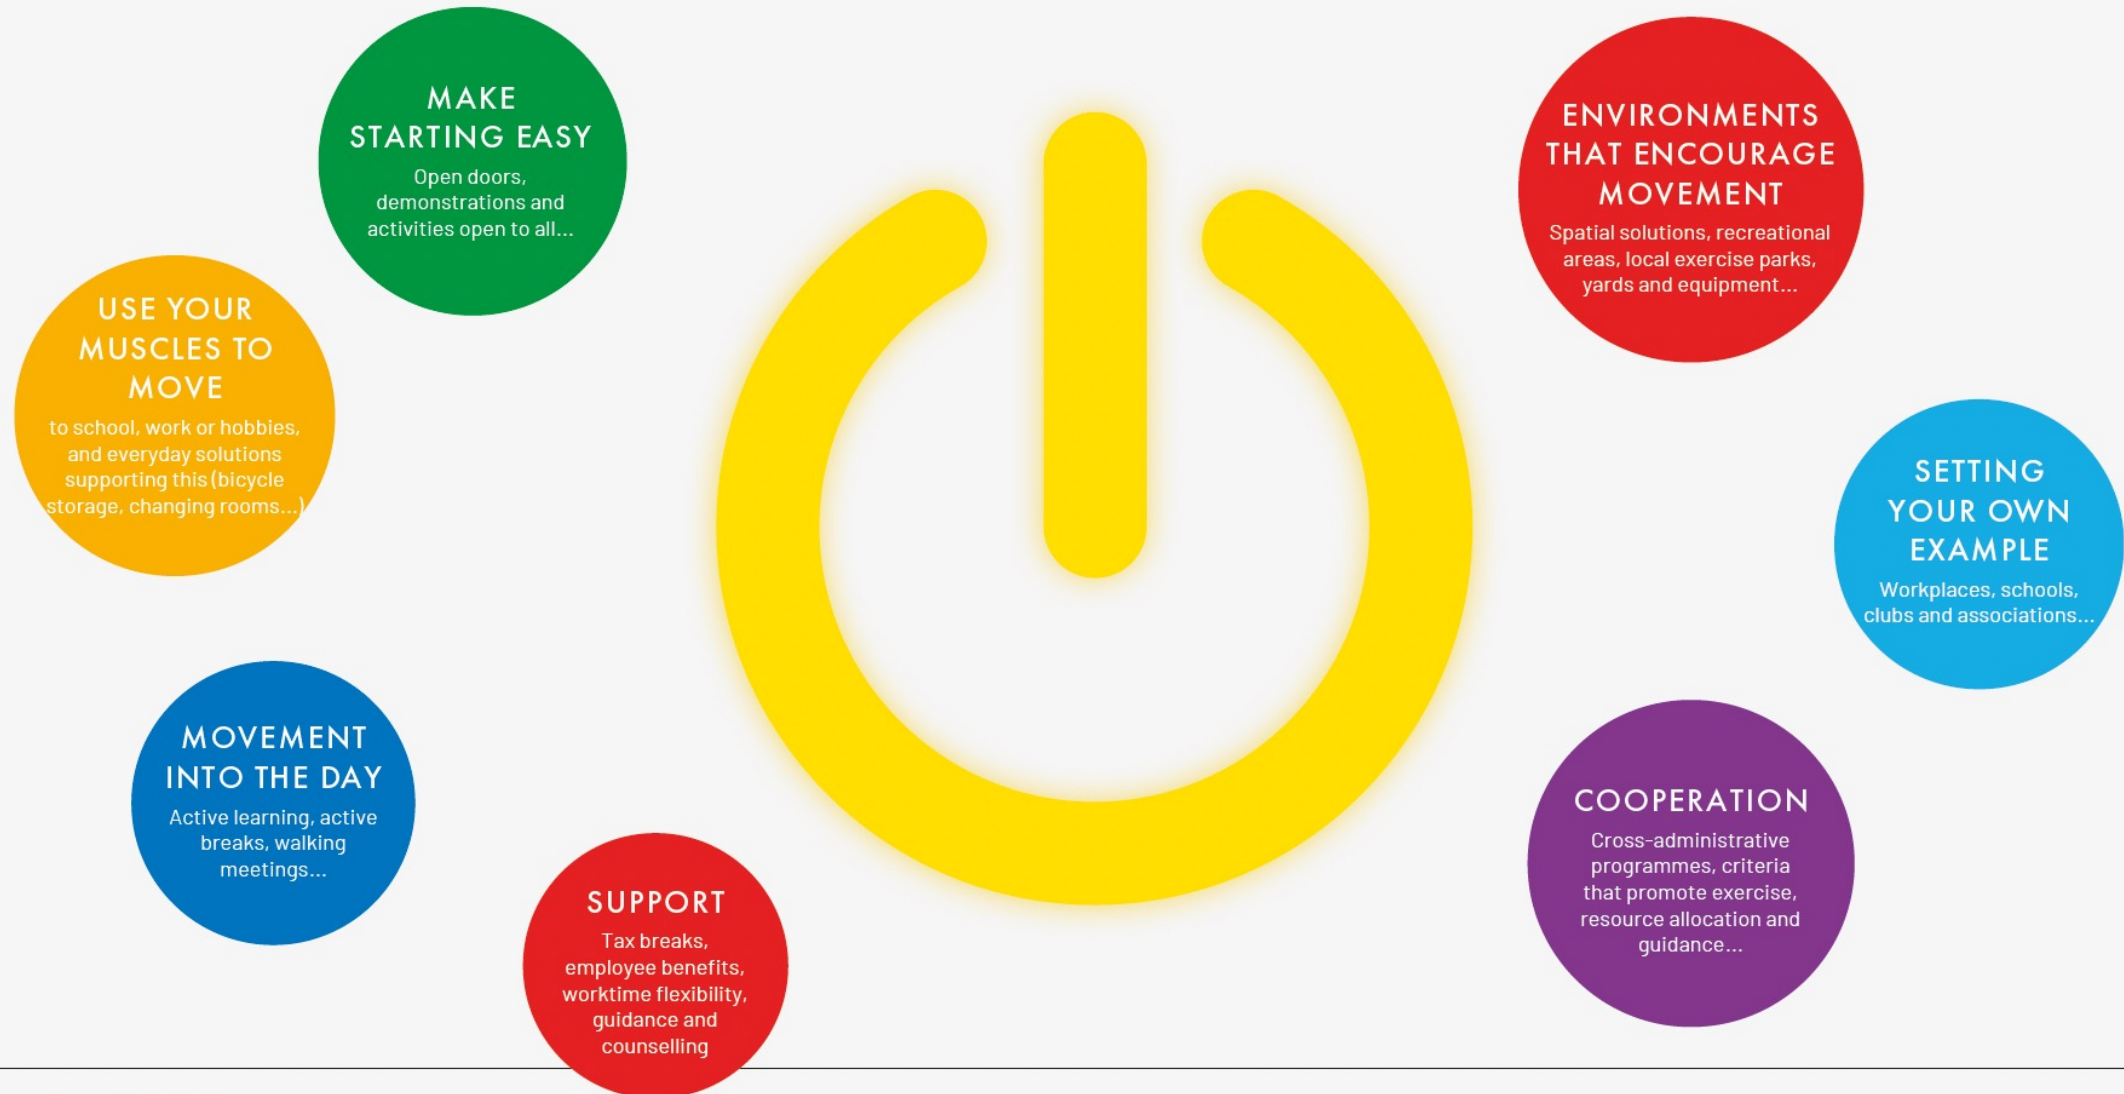 MAKE
STARTING EASY
Open doors,
demonstrations and
activities open to all...
ENVIRONMENTS
THAT ENCOURAGE
MOVEMENT
Spatial solutions, recreational
areas, local exercise parks,
yards and equipment...
USE YOUR
MUSCLES TO
MOVE
to school, work or hobbies,
and everyday solutions
supporting this (bicycle
storage, changing rooms...)
SETTING
YOUR OWN
EXAMPLE
Workplaces, schools,
clubs and associations...
MOVEMENT
INTO THE DAY
Active learning, active
breaks, walking
meetings...
COOPERATION
Cross-administrative
programmes, criteria
that promote exercise,
resource allocation and
guidance...
SUPPORT
Tax breaks,
employee benefits,
worktime flexibility,
guidance and
counselling